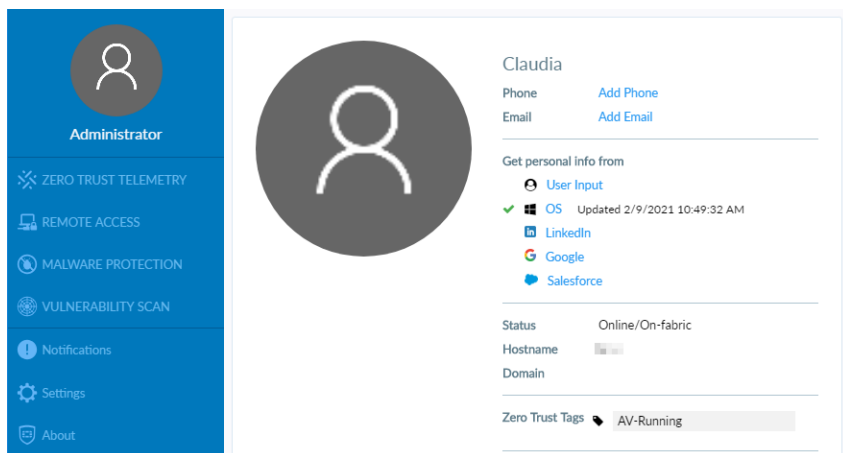 Administrator
ZERO TRUST TELEMETRY
REMOTE ACCESS
MALWARE PROTECTION
VULNERABILITY SCAN
Notifications
Settings
About
Claudia
Phone Add Phone
Email Add Email
Get personal info from
User Input
OS Updated 2/9/2021 10:49:32 AM
LinkedIn
Google
Salesforce
Status Online/On-fabric
Hostname
Domain
Zero Trust Tags AV-Running